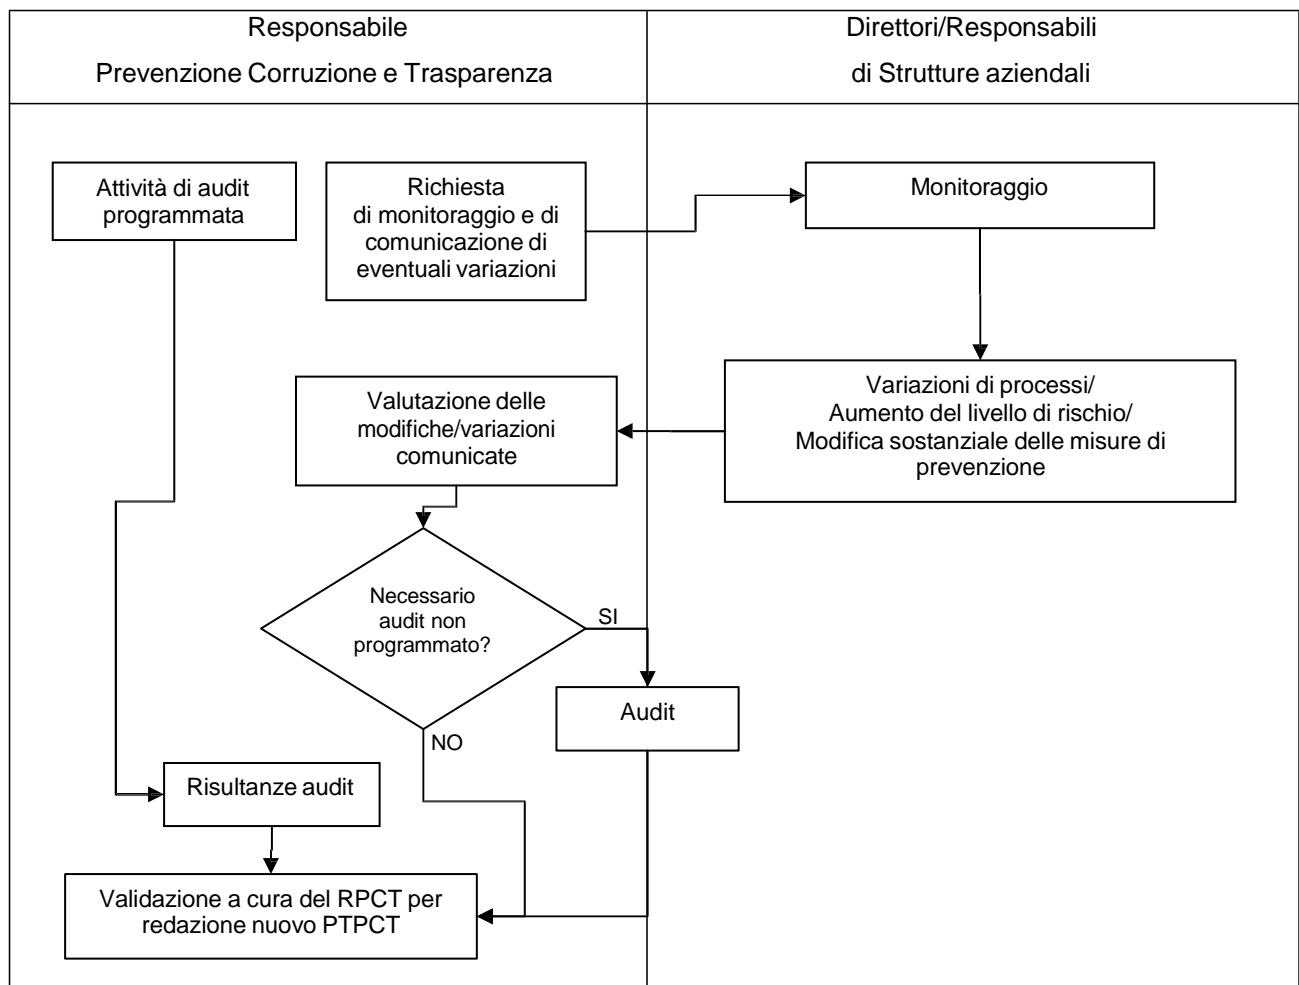 Responsabile
Prevenzione Corruzione e Trasparenza
Direttori/Responsabili
di Strutture aziendali
Attività di audit
programmata
Richiesta
di monitoraggio e di
comunicazione di
eventuali variazioni
Monitoraggio
Variazioni di processi/
Aumento del livello di rischio/
Modifica sostanziale delle misure di
prevenzione
Valutazione delle
modifiche/variazioni
comunicate
Necessario
audit non
programmato?
SI
Audit
NO
Risultanze audit
Validazione a cura del RPCT per
redazione nuovo PTPCT